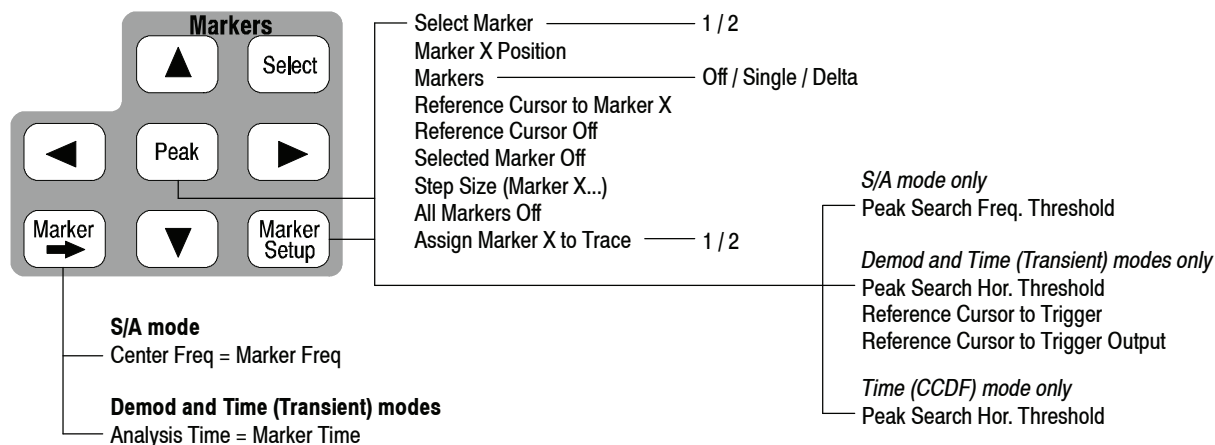 Markers
Select
Peak
Marker
Marker
Setup
Select Marker 1 / 2
Marker X Position
Markers Off / Single / Delta
Reference Cursor to Marker X
Reference Cursor Off
Selected Marker Off
Step Size (Marker X...)
All Markers Off
Assign Marker X to Trace 1 / 2
S/A mode only
Peak Search Freq. Threshold
Demod and Time (Transient) modes only
Peak Search Hor. Threshold
Reference Cursor to Trigger
Reference Cursor to Trigger Output
Time (CCDF) mode only
Peak Search Hor. Threshold
S/A mode
Center Freq = Marker Freq
Demod and Time (Transient) modes
Analysis Time = Marker Time